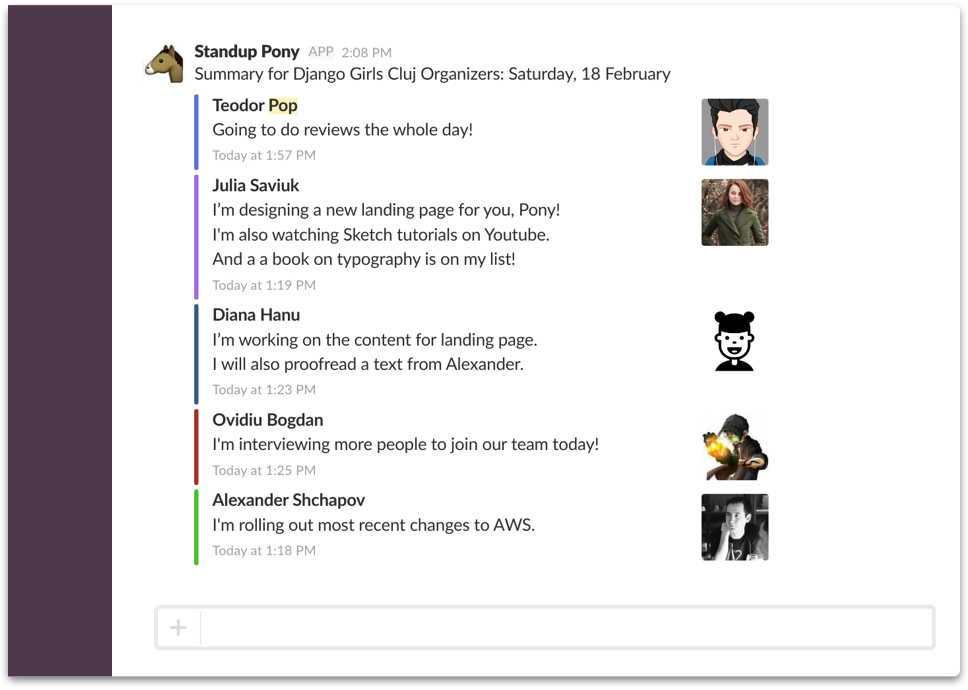 Standup Pony APP 2:08 PM
Summary for Django Girls Cluj Organizers: Saturday, 18 February
Teodor Pop
Going to do reviews the whole day!
Today at 1:57 PM
Julia Saviuk
I’m designing a new landing page for you, Pony!
I'm also watching Sketch tutorials on Youtube.
And a a book on typography is on my list!
Today at 1:19 PM
Diana Hanu
I’m working on the content for landing page.
I will also proofread a text from Alexander.
Today at 1:23 PM
Ovidiu Bogdan
I'm interviewing more people to join our team today!
Today at 1:25 PM
Alexander Shchapov
I'm rolling out most recent changes to AWS.
Today at 1:18 PM